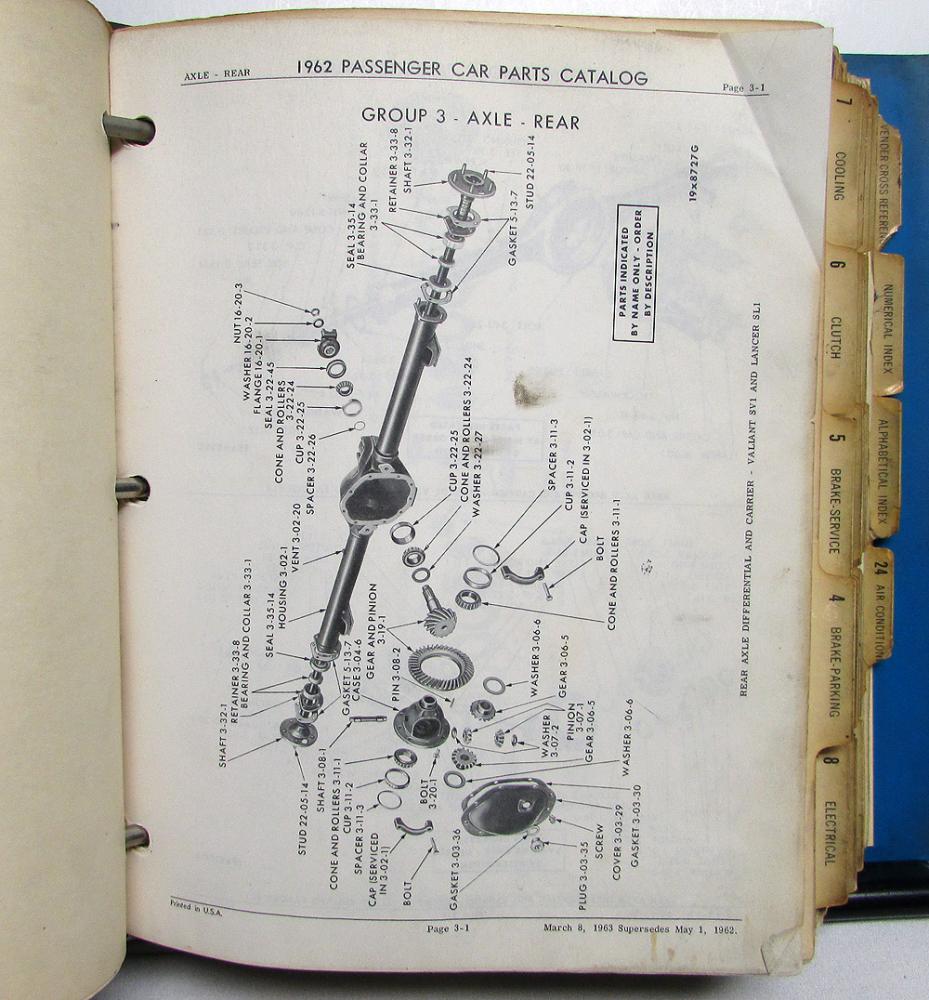 AXLE - REAR
1962 PASSENGER CAR PARTS CATALOG
Page 3-1
GROUP 3 - AXLE - REAR
SEAL 3-35-14
BEARING AND COLLAR
3-33-1
RETAINER 3-33-8
SHAFT 3-32-1
STUD 22-05-14
GASKET 5-13-7
19x8727G
PARTS INDICATED
BY NAME ONLY - ORDER
BY DESCRIPTION
NUT 16-20-3
WASHER 16-20-2
FLANGE 16-20-1
SEAL 3-22-45
CONE AND ROLLERS
3-22-24
CUP 3-22-25
SPACER 3-22-26
VENT 3-02-20
HOUSING 3-02-1
SEAL 3-35-14
BEARING AND COLLAR 3-33-1
RETAINER 3-33-8
SHAFT 3-32-1
CUP 3-22-25
CONE AND ROLLERS 3-22-24
WASHER 3-22-27
SPACER 3-11-3
CUP 3-11-2
CAP (SERVICED IN 3-02-1)
BOLT
CONE AND ROLLERS 3-11-1
STUD 22-05-14
SHAFT 3-08-1
GASKET 5-13-7
CASE 3-04-6
GEAR AND PINION
3-19-1
PIN 3-08-2
WASHER 3-06-6
GEAR 3-06-5
PINION
3-07-1
WASHER
3-07-2
GEAR 3-06-5
WASHER 3-06-6
CONE AND ROLLERS 3-11-1
CUP 3-11-2
SPACER 3-11-3
CAP (SERVICED
IN 3-02-1)
BOLT
BOLT
3-20-1
GASKET 3-03-36
PLUG 3-03-35
SCREW
COVER 3-03-29
GASKET 3-03-30
REAR AXLE DIFFERENTIAL AND CARRIER - VALIANT SV1 AND LANCER SL1
Printed in U.S.A.
Page 3-1
March 8, 1963 Supersedes May 1, 1962.
7 COOLING
6 CLUTCH
5 BRAKE-SERVICE
4 BRAKE-PARKING
8 ELECTRICAL
VENDER CROSS REFEREN
NUMERICAL INDEX
ALPHABETICAL INDEX
24 AIR CONDITION